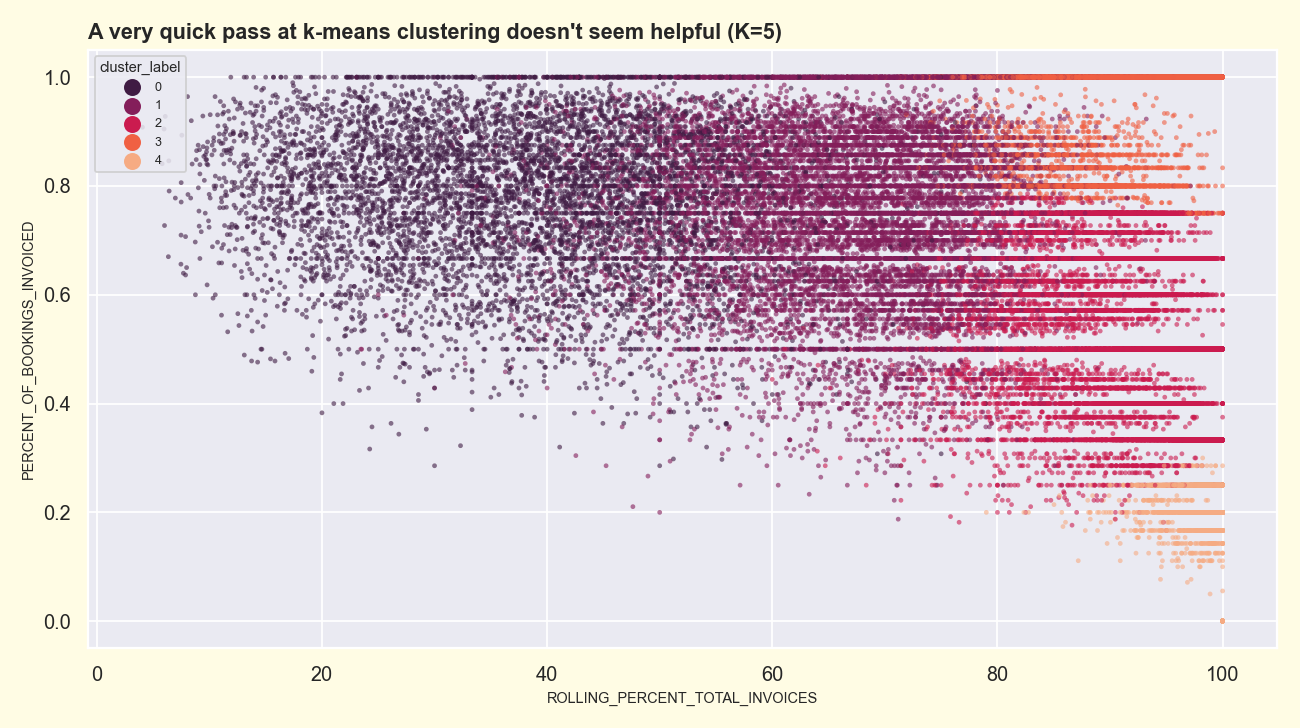 A very quick pass at k-means clustering doesn't seem helpful (K=5)
cluster_label
0
1
2
3
4
1.0
0.8
0.6
0.4
0.2
0.0
PERCENT_OF_BOOKINGS_INVOICED
0 20 40 60 80 100
ROLLING_PERCENT_TOTAL_INVOICES